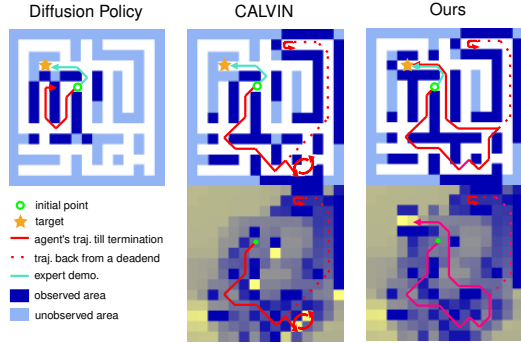 Diffusion Policy
CALVIN
Ours
initial point
target
agent's traj. till termination
traj. back from a deadend
expert demo.
observed area
unobserved area